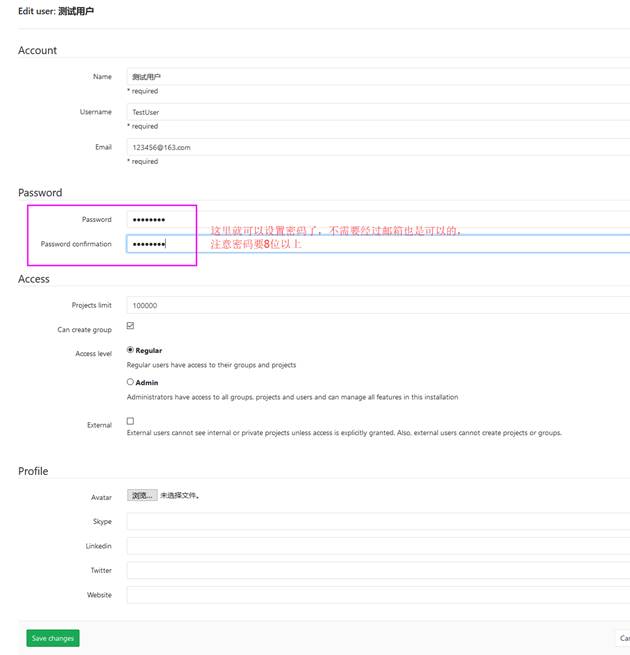 Edit user: 测试用户
Account
Name 测试用户
* required
Username TestUser
* required
Email 123456@163.com
* required
Password
Password ••••••••
这里就可以设置密码了，不需要经过邮箱也是可以的，
Password confirmation ••••••••
注意密码要8位以上
Access
Projects limit 100000
Can create group
Access level Regular
Regular users have access to their groups and projects
Admin
Administrators have access to all groups, projects and users and can manage all features in this installation
External
External users cannot see internal or private projects unless access is explicitly granted. Also, external users cannot create projects or groups.
Profile
Avatar 浏览... 未选择文件。
Skype
Linkedin
Twitter
Website
Save changes Can